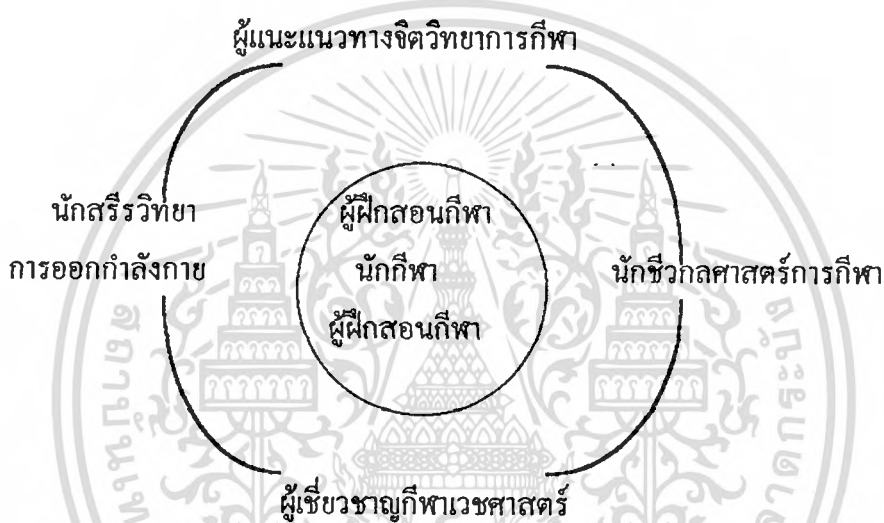 ผู้แนะแนวทางจิตวิทยาการกีฬา
นักสรีรวิทยา
การออกกำลังกาย
ผู้ฝึกสอนกีฬา
นักกีฬา
ผู้ฝึกสอนกีฬา
นักชีวกลศาสตร์การกีฬา
ผู้เชี่ยวชาญกีฬาเวชศาสตร์